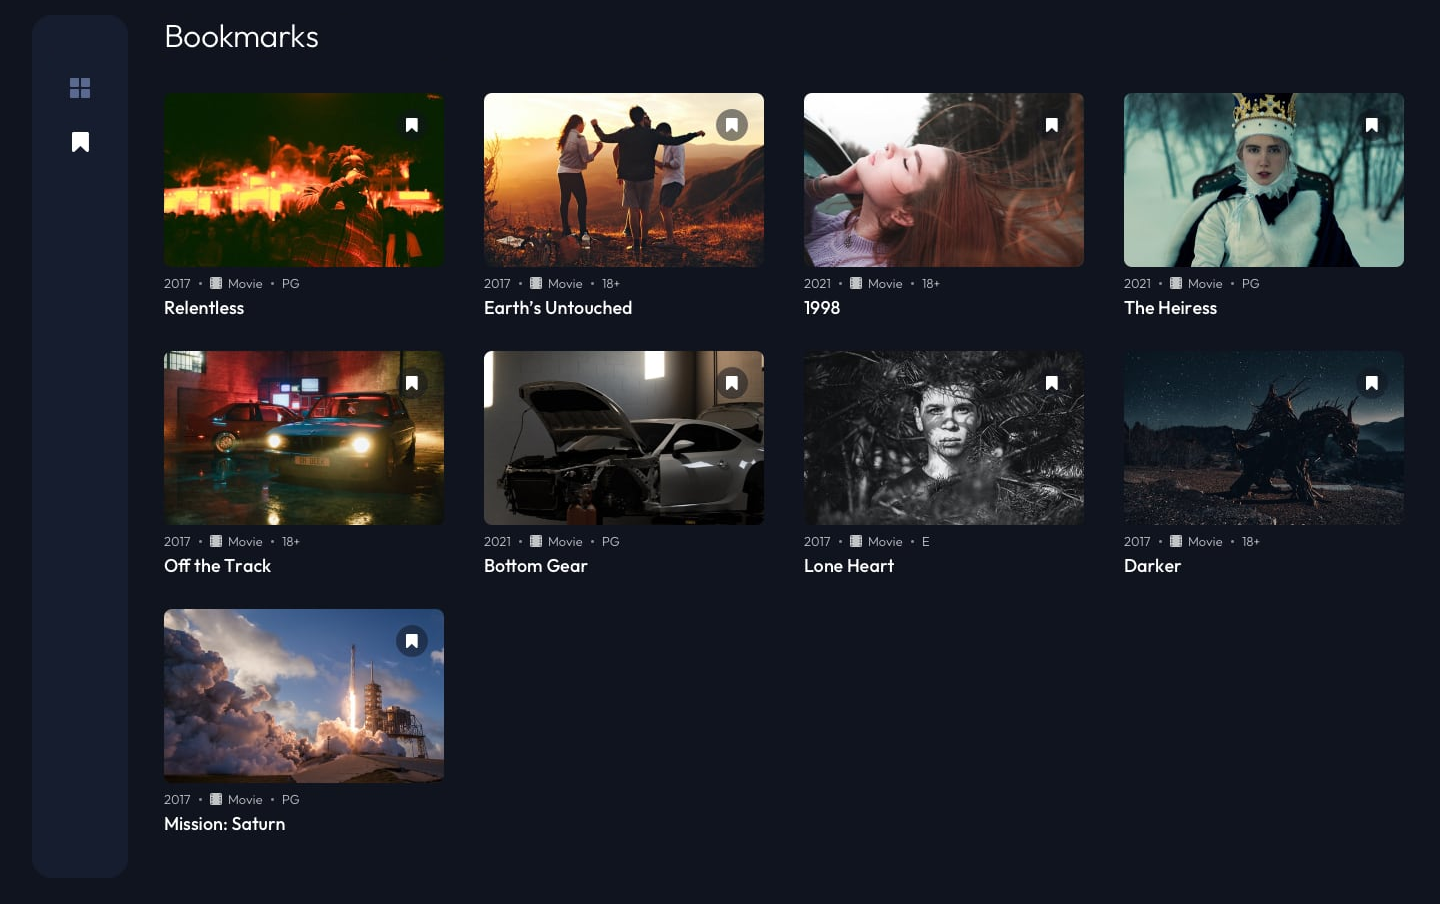 Bookmarks
2017 • Movie • PG
Relentless
2017 • Movie • 18+
Earth’s Untouched
2021 • Movie • 18+
1998
2021 • Movie • PG
The Heiress
2017 • Movie • 18+
Off the Track
2021 • Movie • PG
Bottom Gear
2017 • Movie • E
Lone Heart
2017 • Movie • 18+
Darker
2017 • Movie • PG
Mission: Saturn